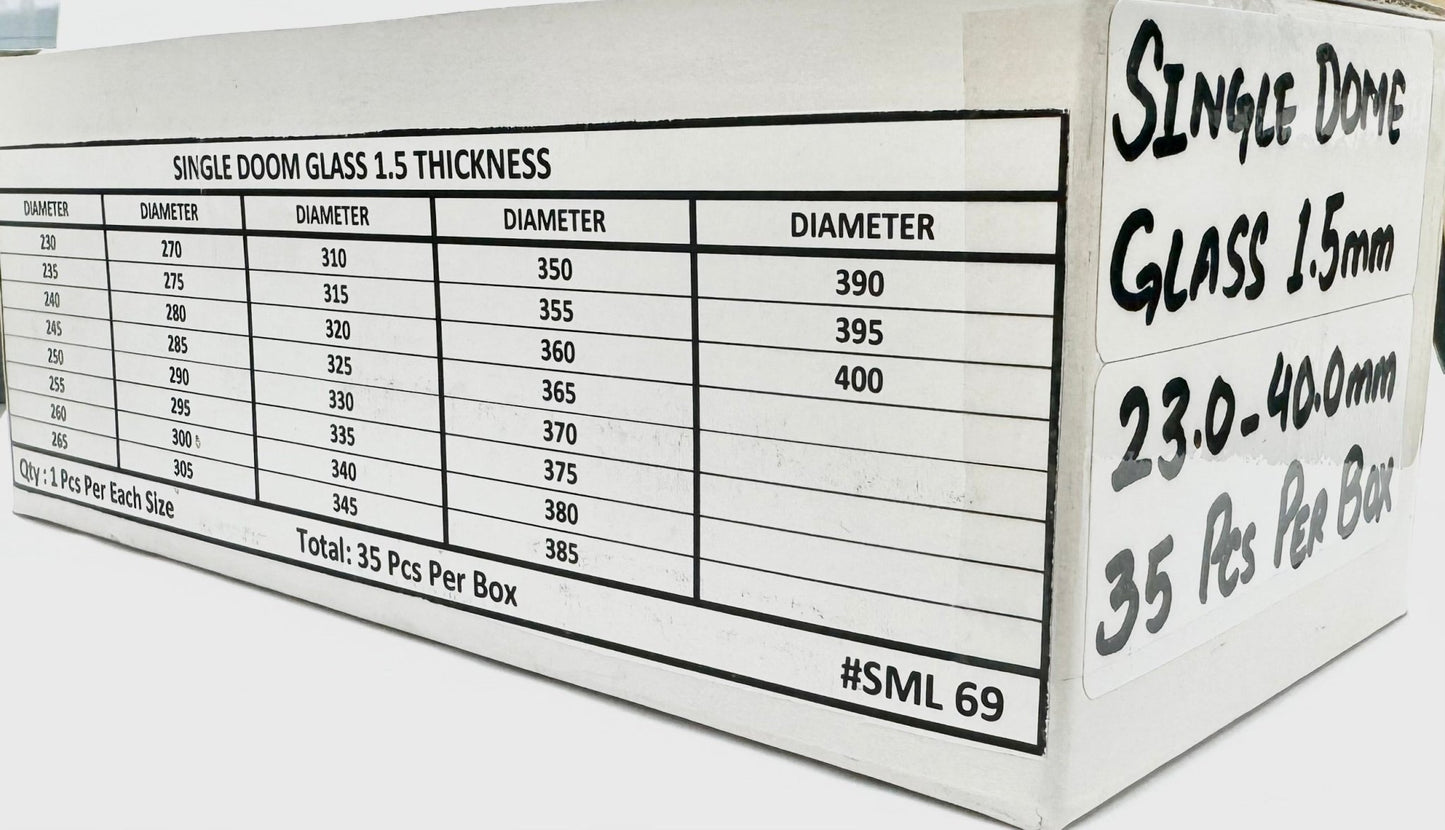 SINGLE DOOM GLASS 1.5 THICKNESS
DIAMETER DIAMETER DIAMETER DIAMETER DIAMETER
230 270 310 350 390
235 275 315 355 395
240 280 320 360 400
245 285 325 365
250 290 330 370
255 295 335 375
260 300 340 380
265 305 345 385
Qty : 1 Pcs Per Each Size
Total: 35 Pcs Per Box
#SML 69
SINGLE DOME
GLASS 1.5mm
23.0-40.0mm
35 Pcs PER BOX